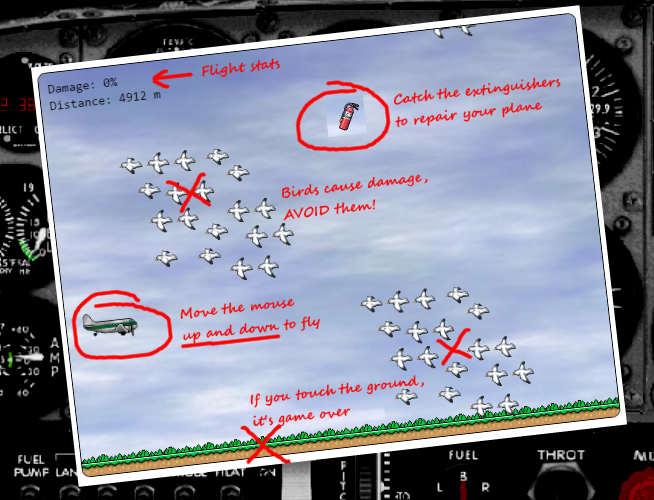 Damage: 0%
Distance: 4912 m
Flight stats
Catch the extinguishers
to repair your plane
Birds cause damage,
AVOID them!
Move the mouse
up and down to fly
If you touch the ground,
it's game over
FUEL
PUMP
FUEL
L B R
THROT